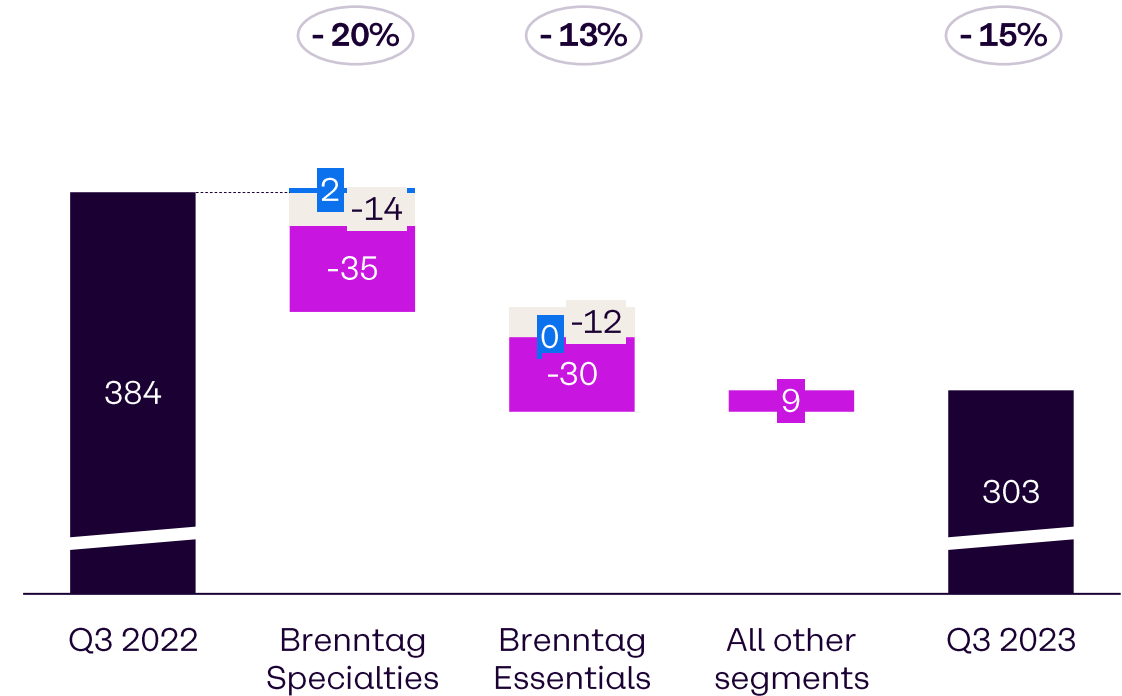 - 20%
- 13%
- 15%
2
-14
-35
0
-12
-30
9
384
303
Q3 2022
Brenntag
Specialties
Brenntag
Essentials
All other
segments
Q3 2023